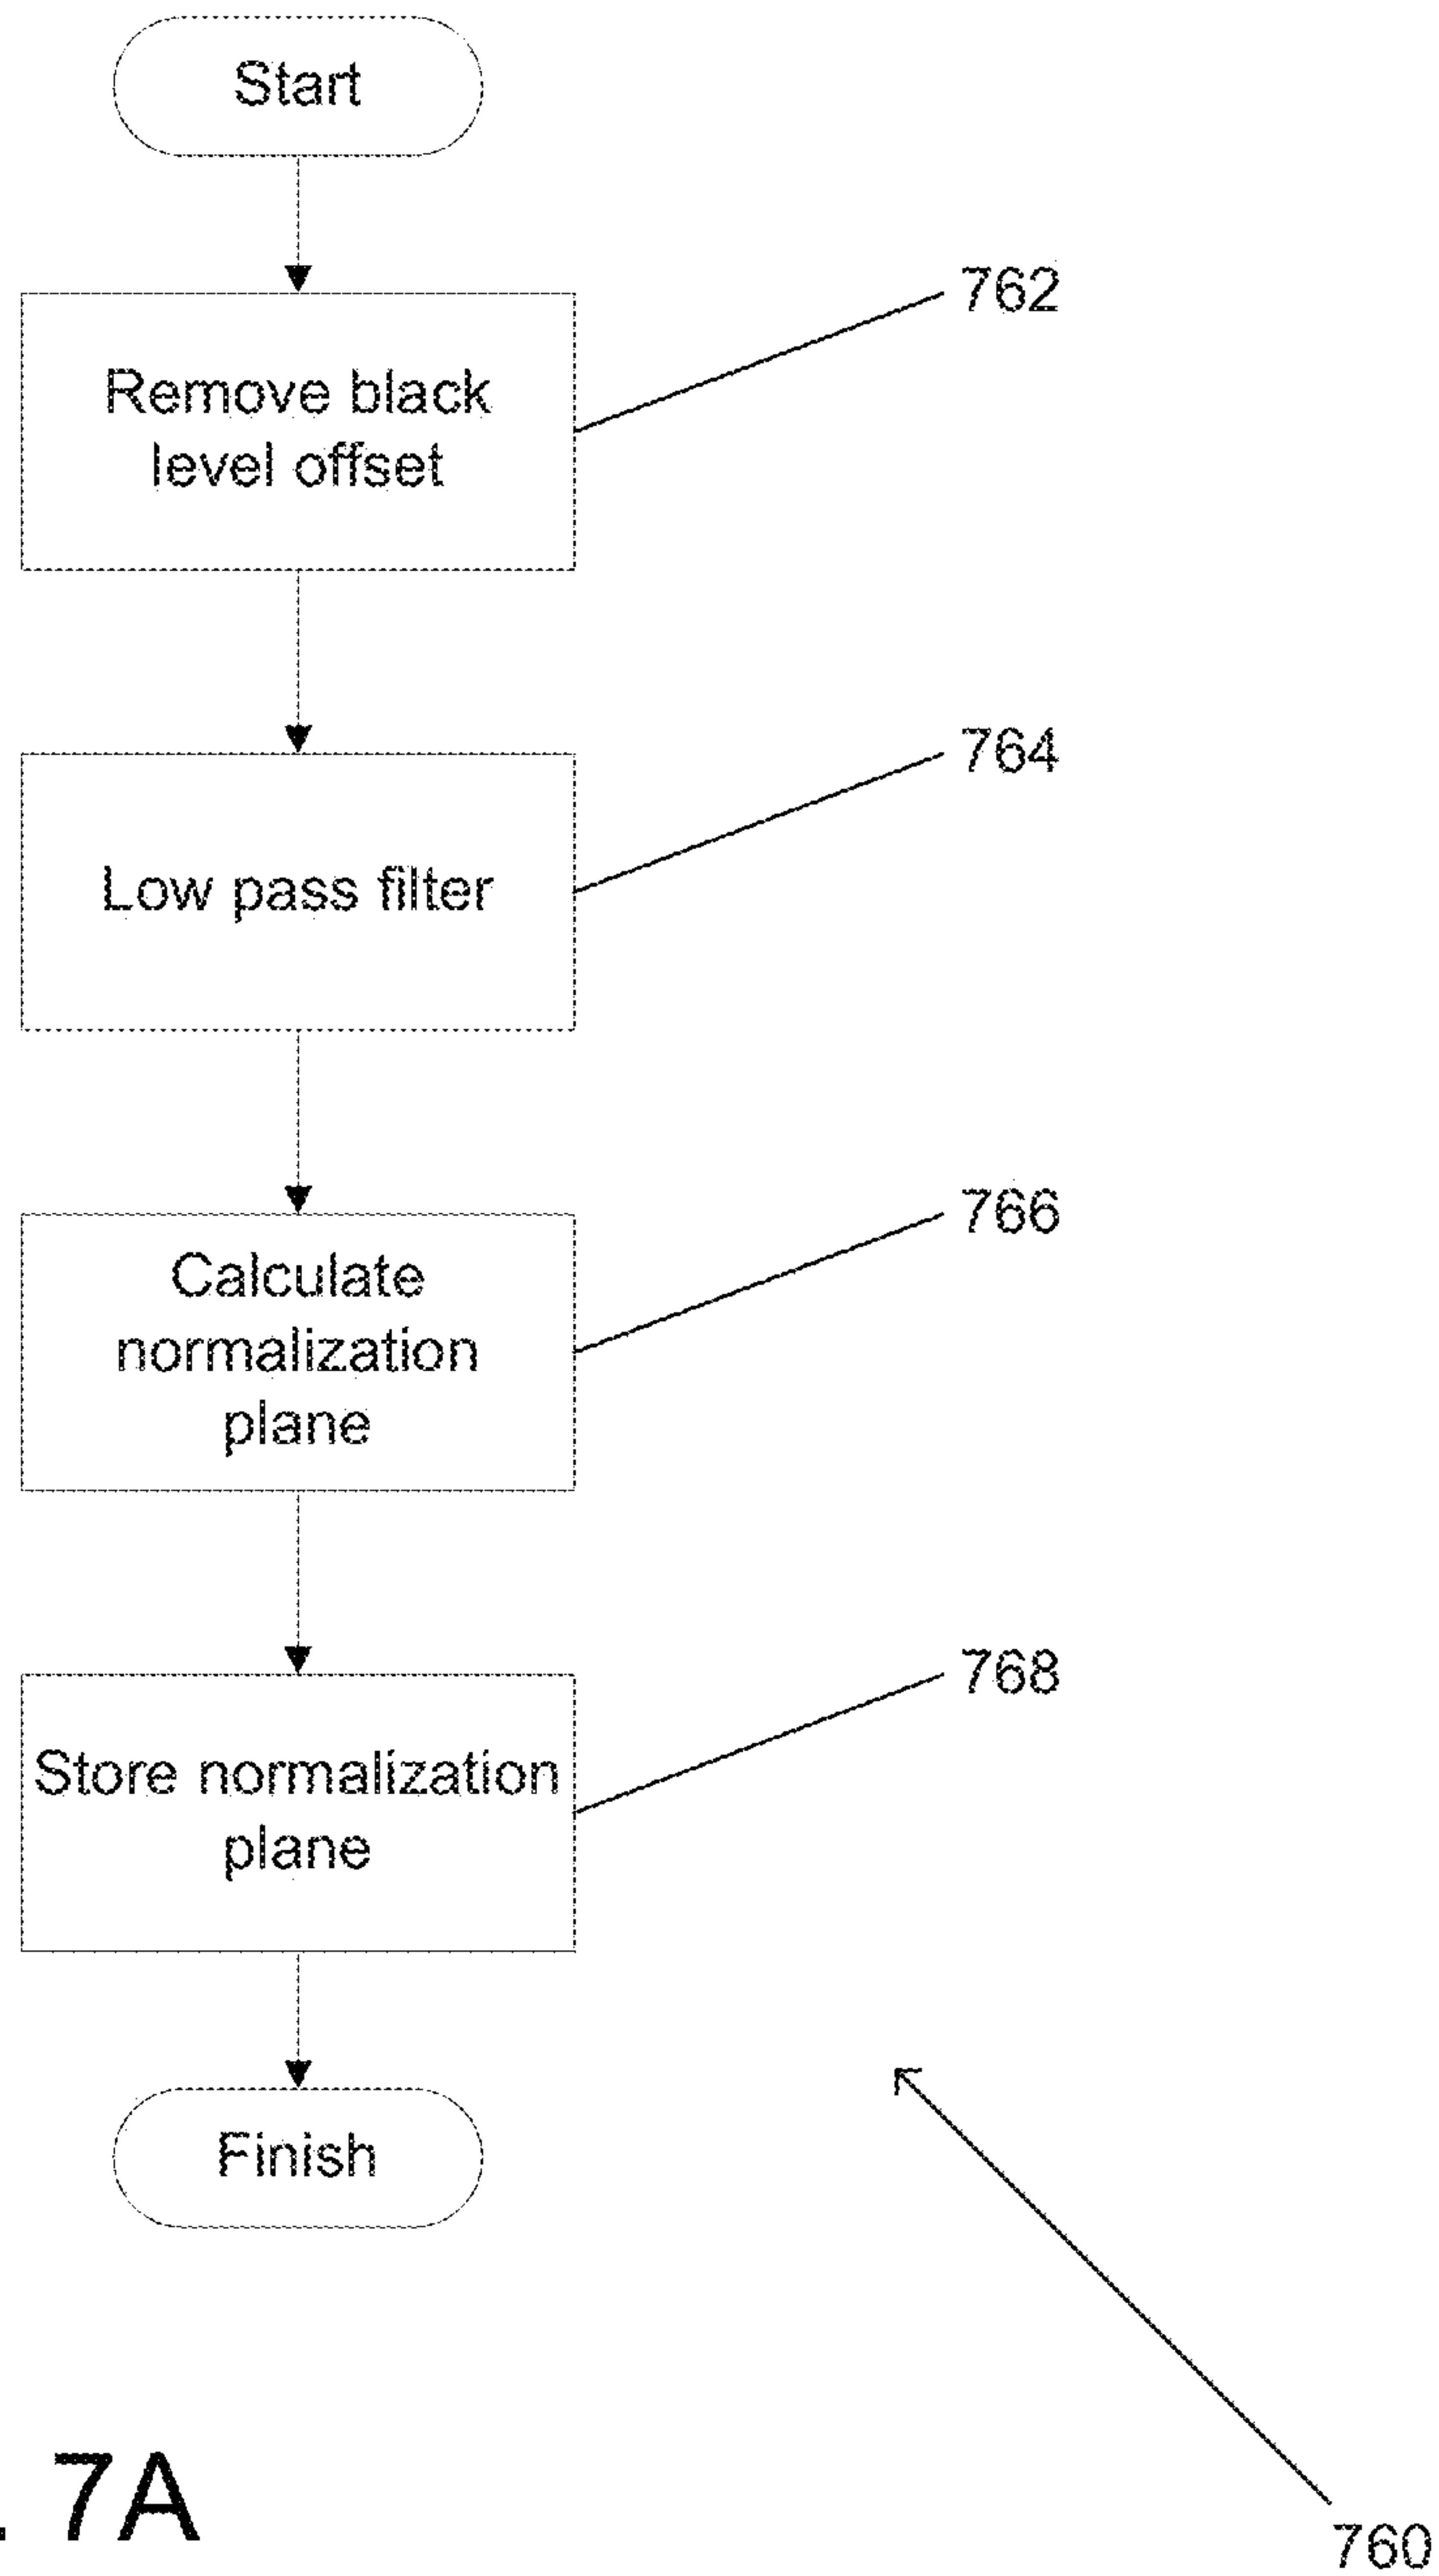 Start
762
Remove black
level offset
764
Low pass filter
766
Calculate
normalization
plane
768
Store normalization
plane
Finish
. 7A
760